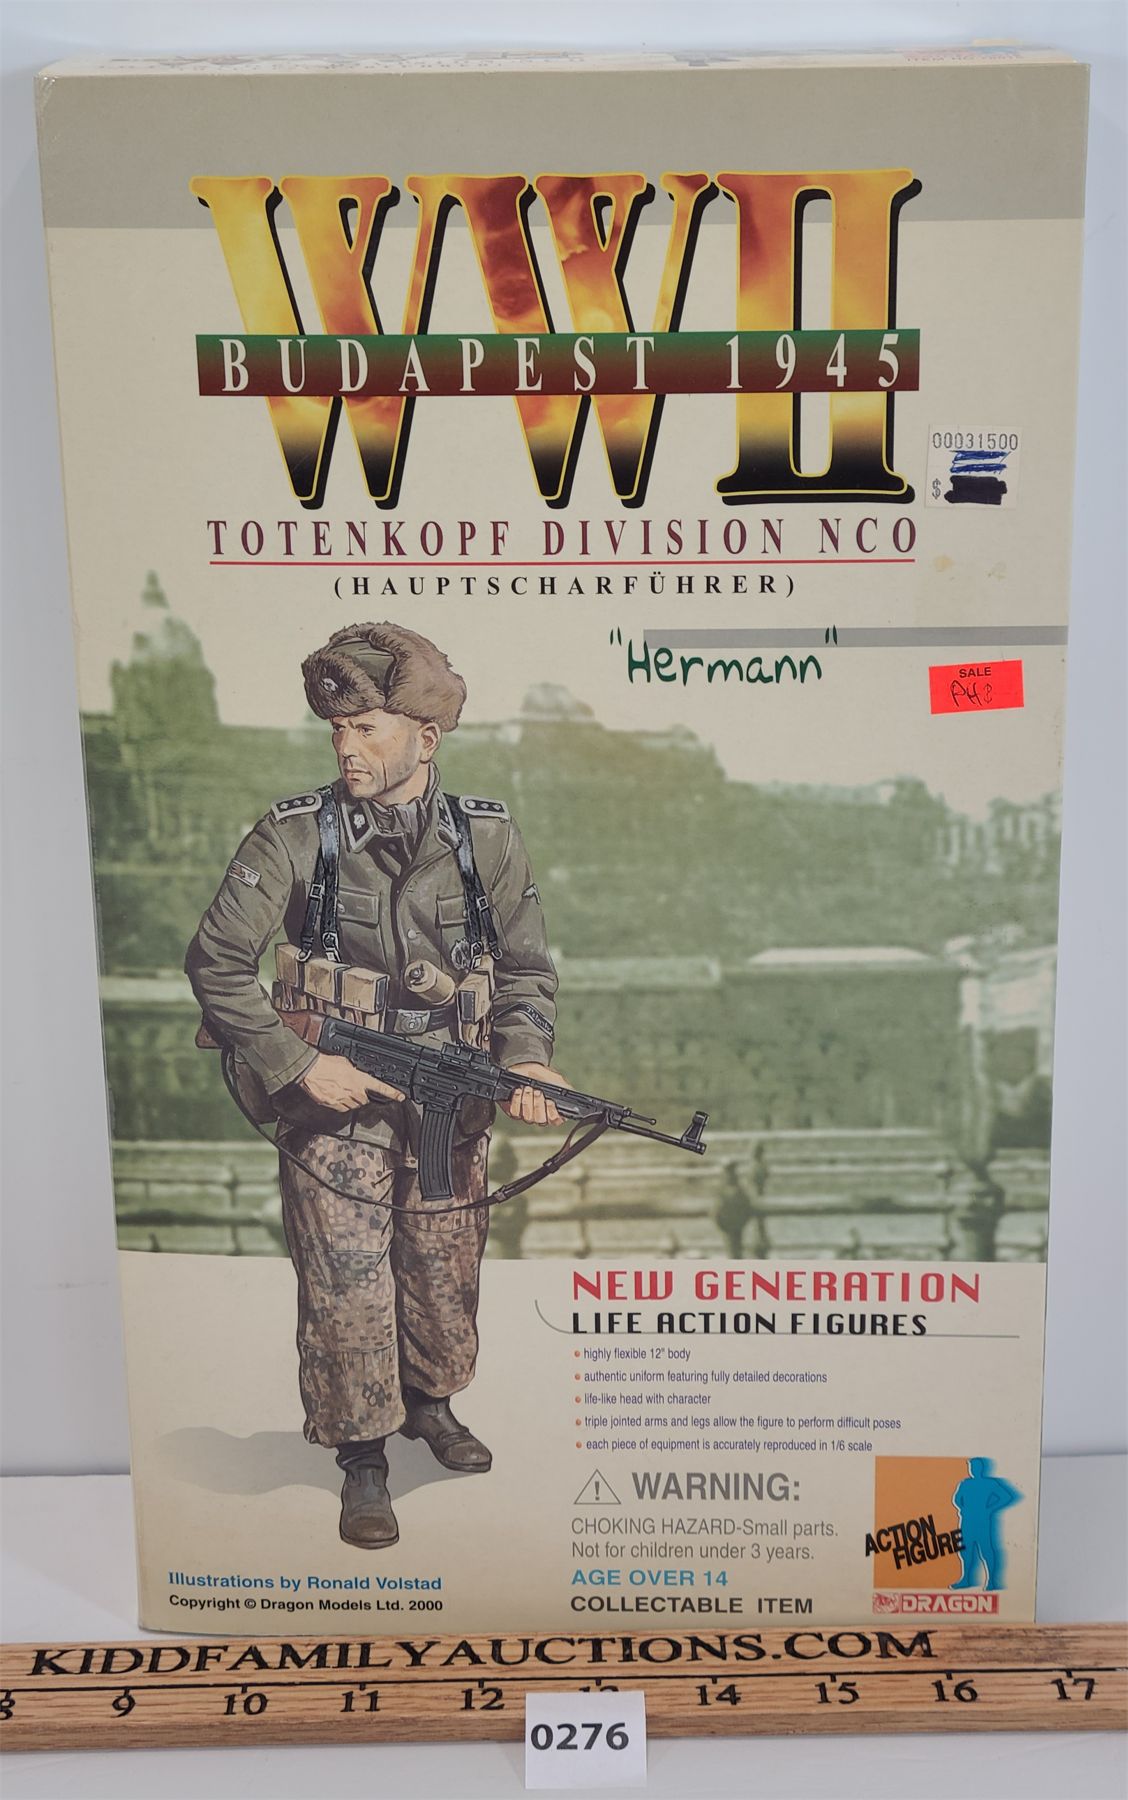 WWII
BUDAPEST 1945
00031500
$
TOTENKOPF DIVISION NCO
(HAUPTSCHARFÜHRER)
"Hermann"
SALE
NEW GENERATION
LIFE ACTION FIGURES
highly flexible 12" body
authentic uniform featuring fully detailed decorations
life-like head with character
triple jointed arms and legs allow the figure to perform difficult poses
each piece of equipment is accurately reproduced in 1/6 scale
WARNING:
CHOKING HAZARD-Small parts.
Not for children under 3 years.
AGE OVER 14
COLLECTABLE ITEM
ACTION
FIGURE
DRAGON
Illustrations by Ronald Volstad
Copyright © Dragon Models Ltd. 2000
KIDDFAMILYAUCTIONS.COM
8 9 10 11 12 13 14 15 16 17
0276